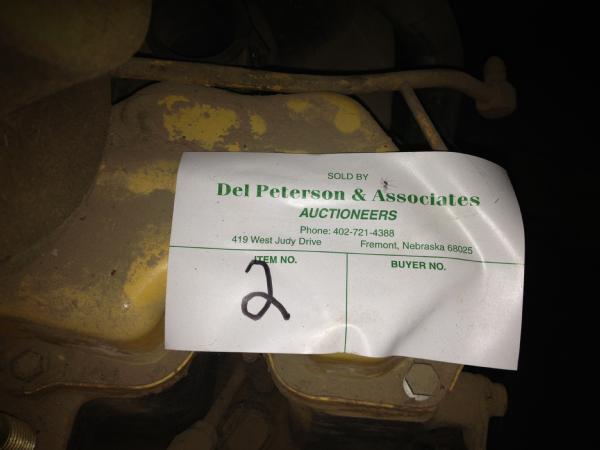 SOLD BY
Del Peterson & Associates
AUCTIONEERS
Phone: 402-721-4388
419 West Judy Drive Fremont, Nebraska 68025
ITEM NO. BUYER NO.
2